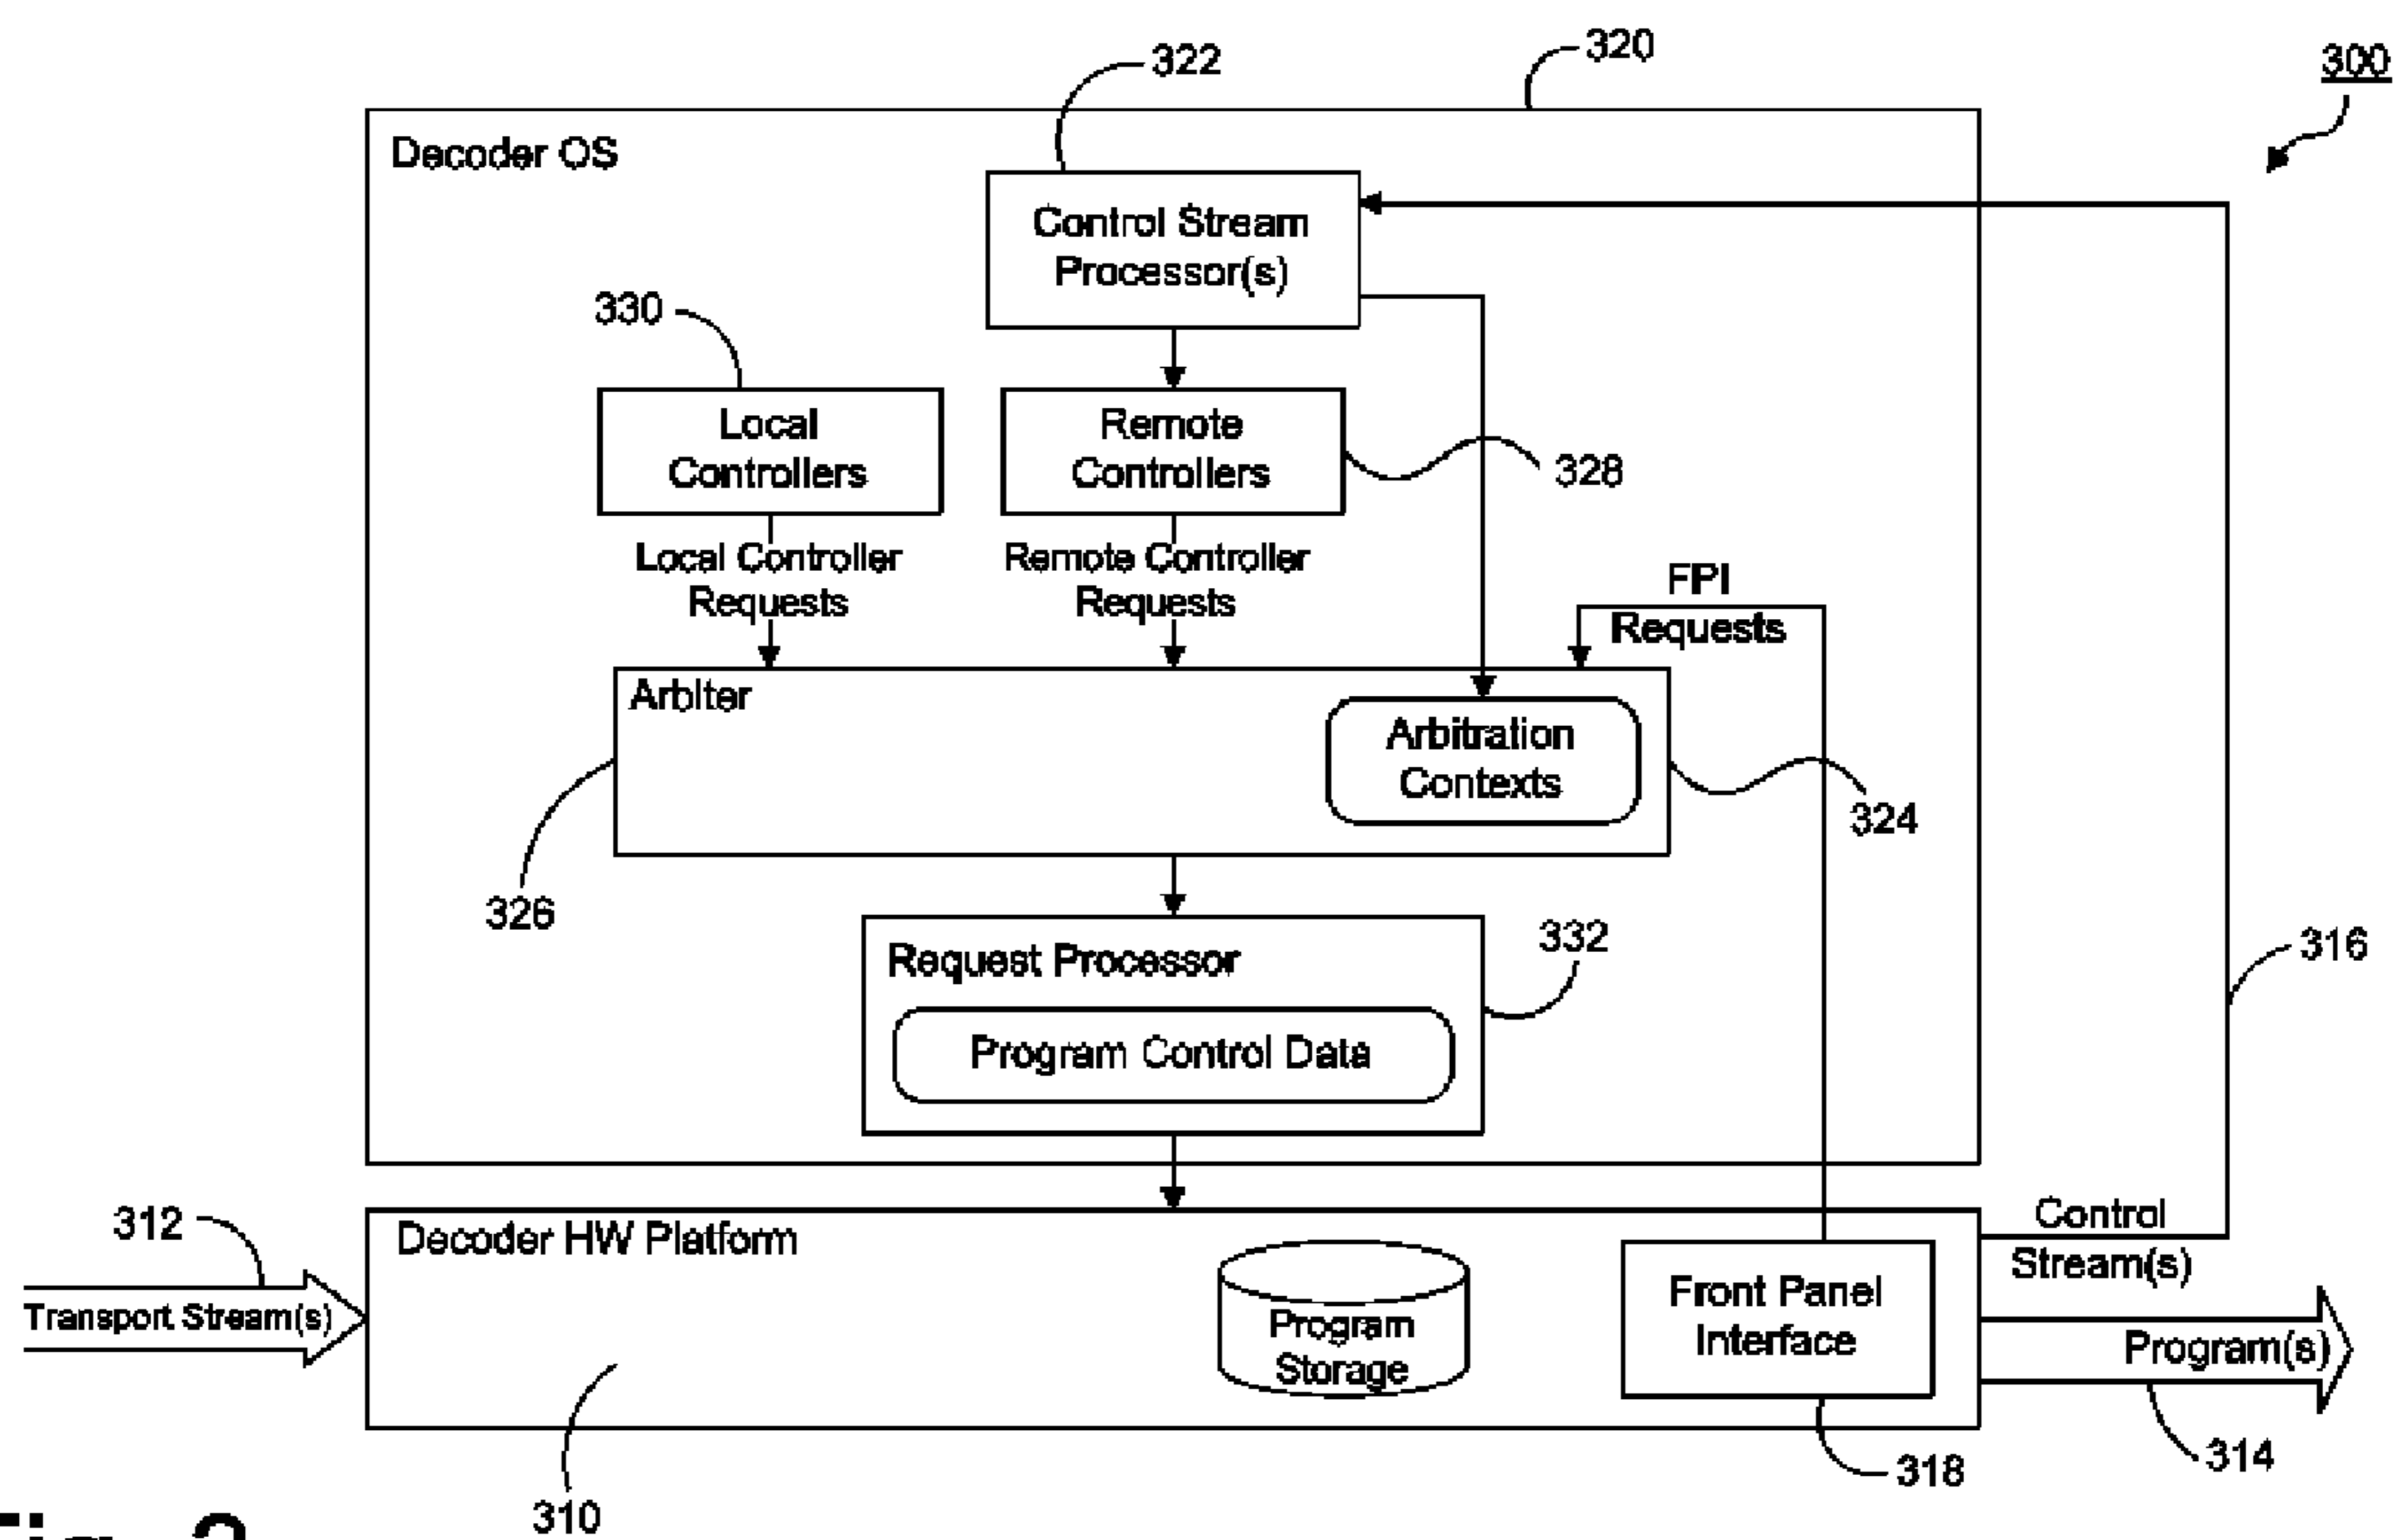 322
320
300
Decoder OS
Control Stream
Processor(s)
330
Local
Controllers
Remote
Controllers
328
Local Controller
Requests
Remote Controller
Requests
FPI
Requests
Arbiter
Arbitration
Contexts
324
326
Request Processor
332
Program Control Data
316
312
Transport Stream(s)
Decoder HW Platform
Program
Storage
Front Panel
Interface
Control
Stream(s)
Program(s)
310
318
314